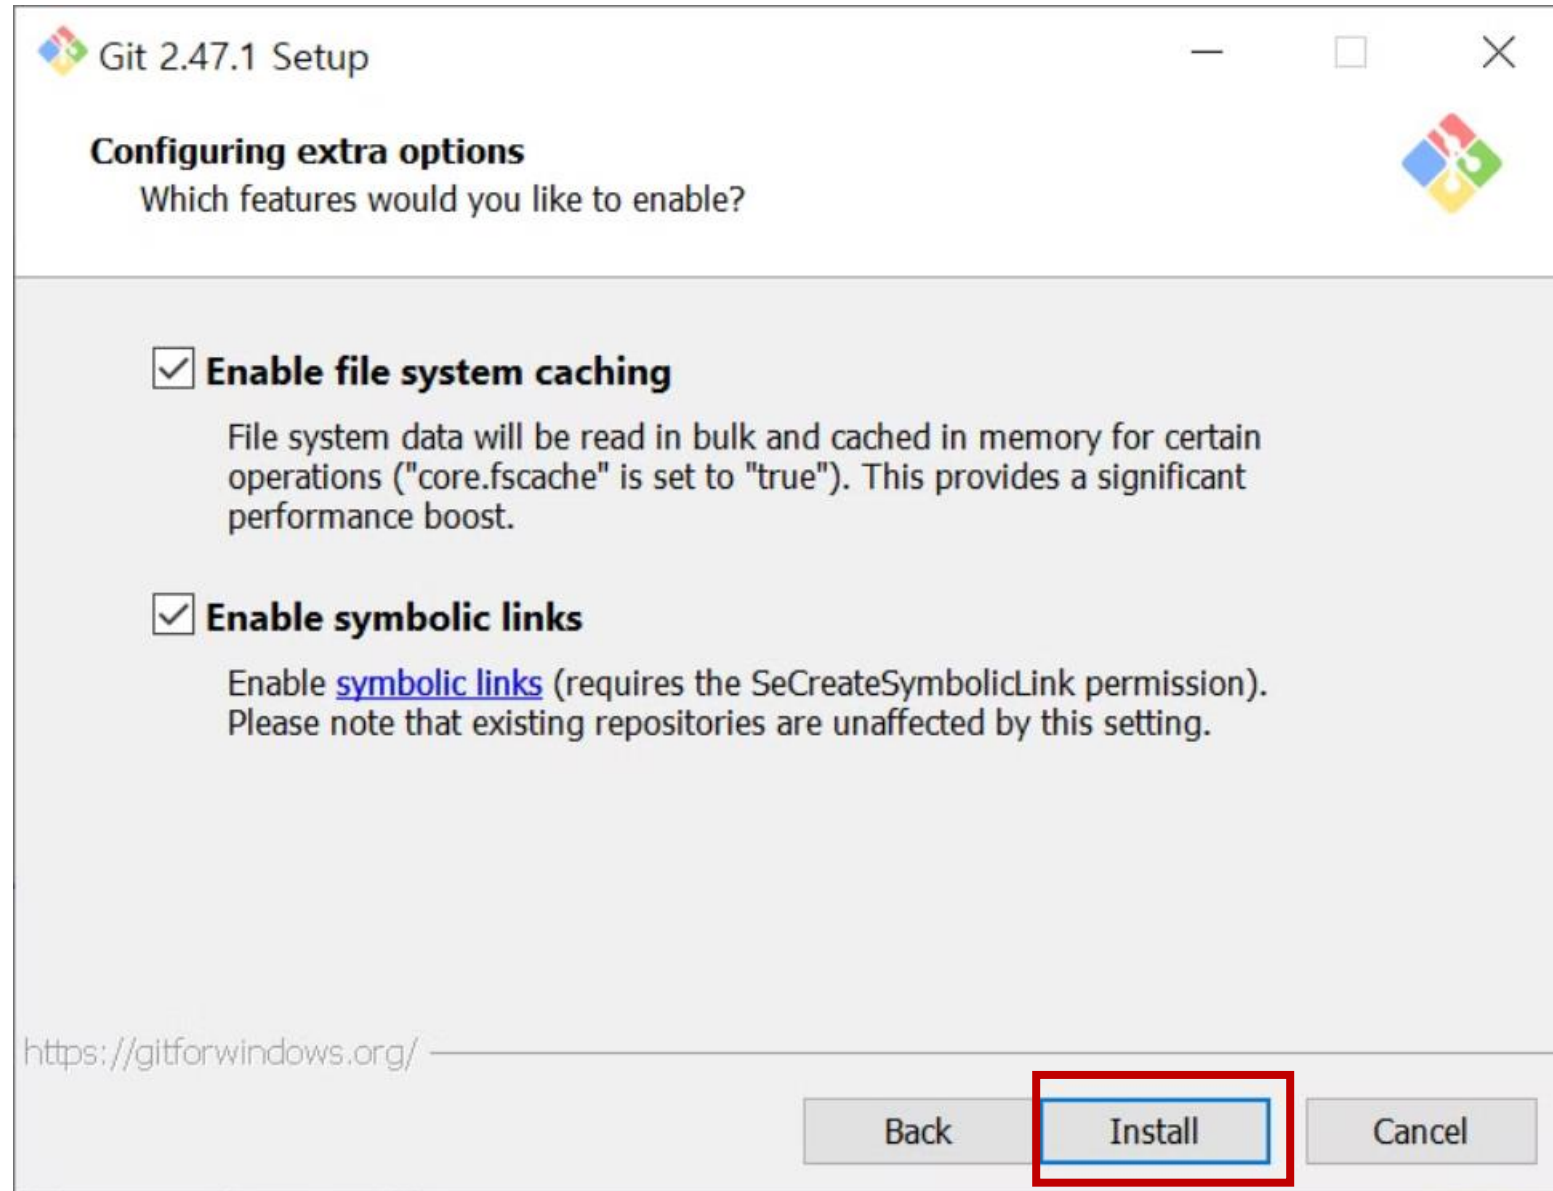 Git 2.47.1 Setup
Configuring extra options
Which features would you like to enable?
Enable file system caching
File system data will be read in bulk and cached in memory for certain
operations ("core.fscache" is set to "true"). This provides a significant
performance boost.
Enable symbolic links
Enable symbolic links (requires the SeCreateSymbolicLink permission).
Please note that existing repositories are unaffected by this setting.
https://gitforwindows.org/
Back
Install
Cancel